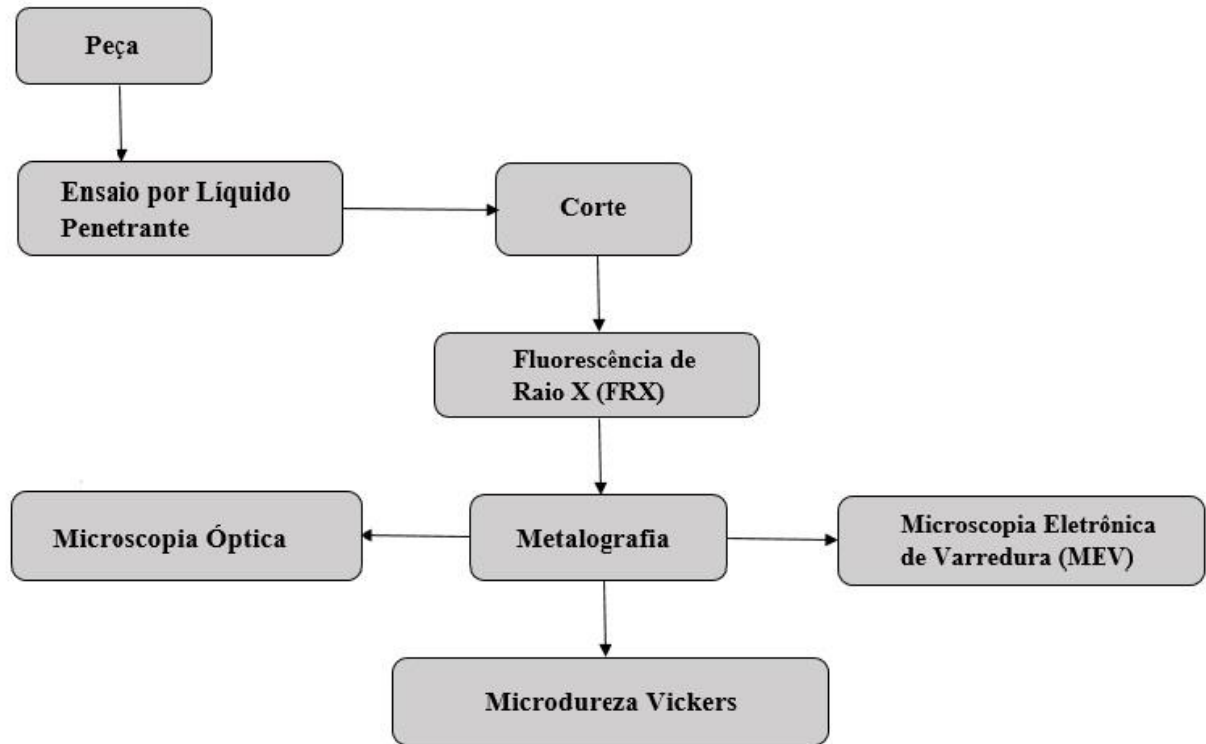 Peça
Ensaio por Líquido
Penetrante
Corte
Fluorescência de
Raio X (FRX)
Microscopia Óptica
Metalografia
Microscopia Eletrônica
de Varredura (MEV)
Microdureza Vickers